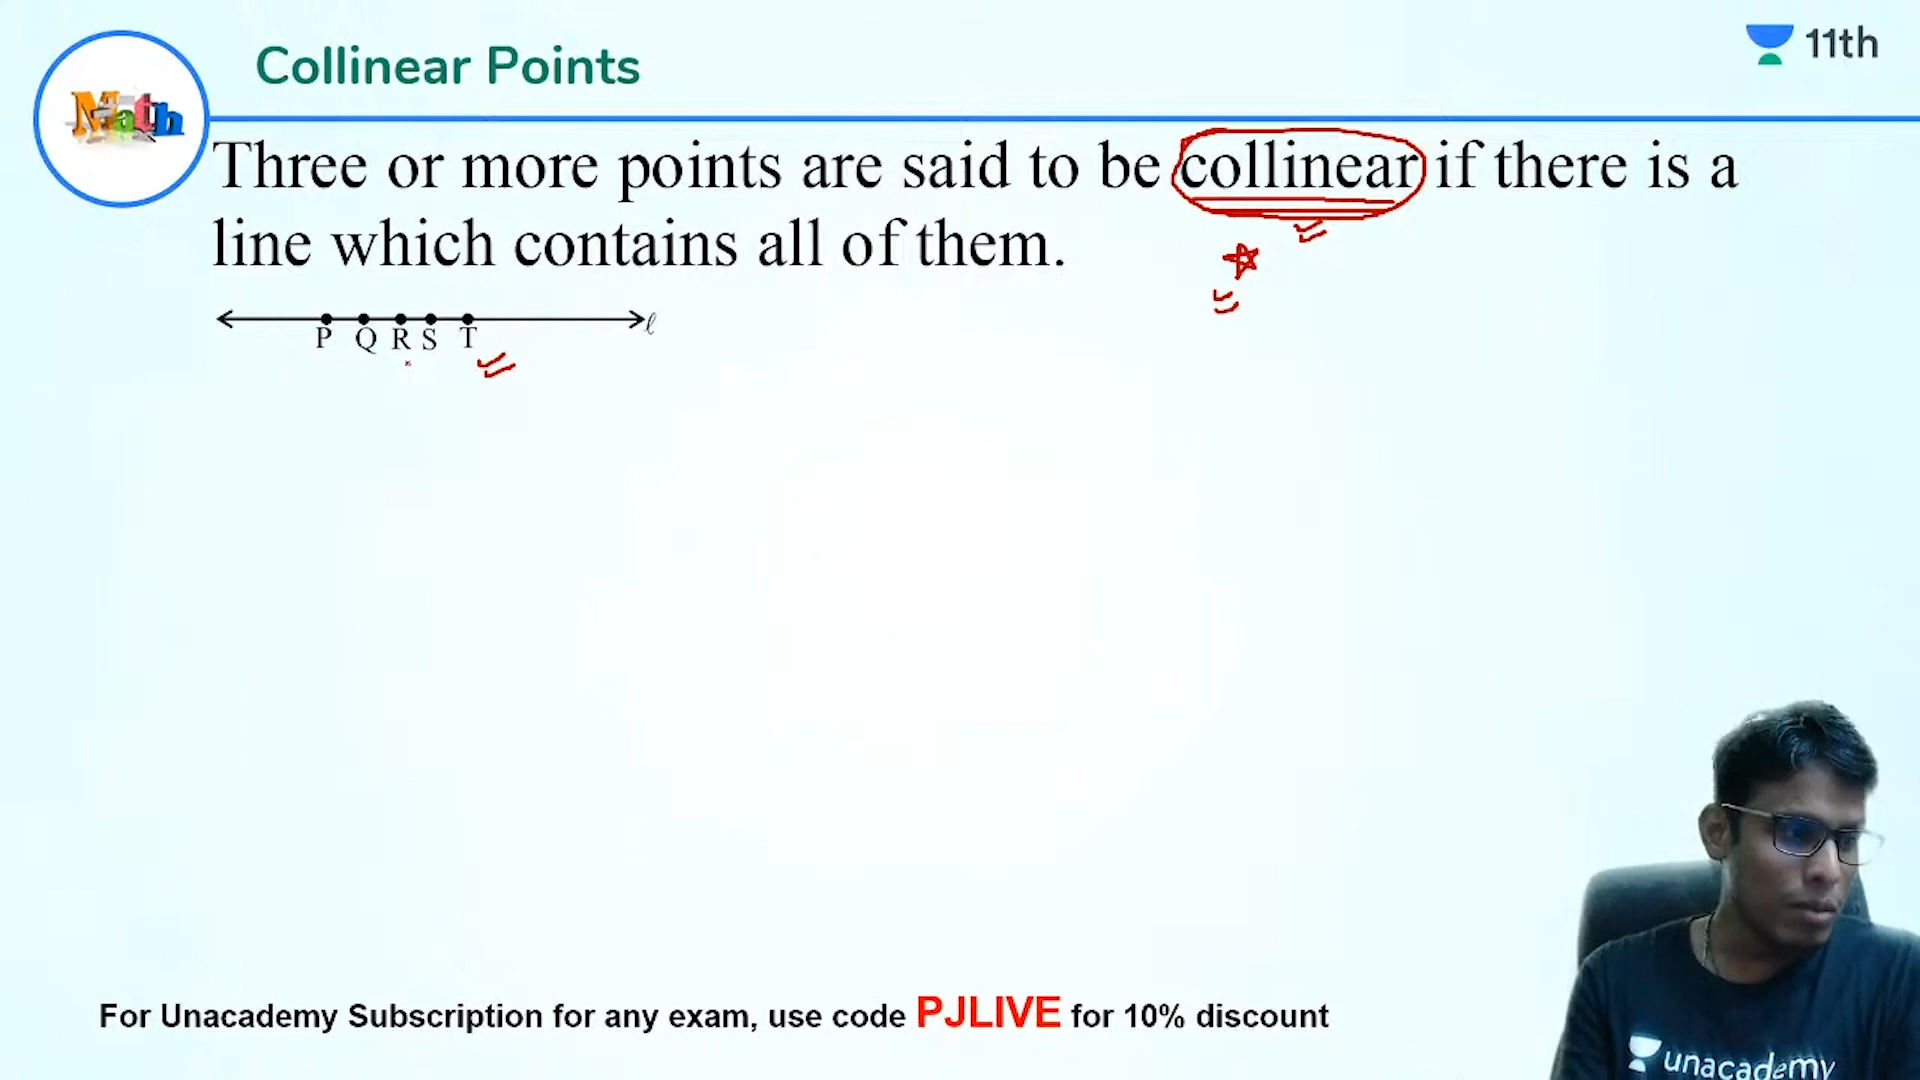 Collinear Points
11th
Math
Three or more points are said to be collinear if there is a
line which contains all of them.
P Q R S T ℓ
For Unacademy Subscription for any exam, use code PJLIVE for 10% discount
unacademy